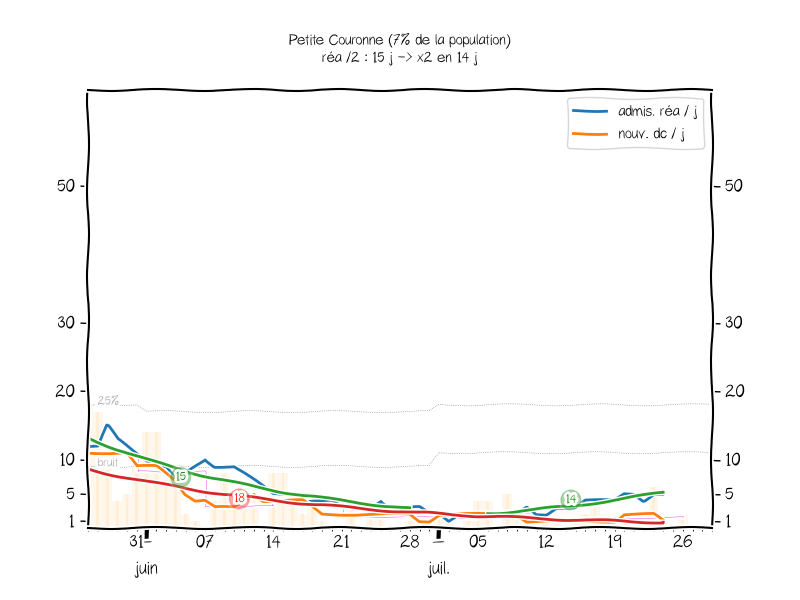 Petite Couronne (7% de la population)
réa /2 : 15 j -> x2 en 14 j
admis. réa / j
nouv. dc / j
50 50
30 30
20 20
25%
10 10
bruit
15
18
14
5 5
1 1
31 07 14 21 28 05 12 19 26
juin juil.